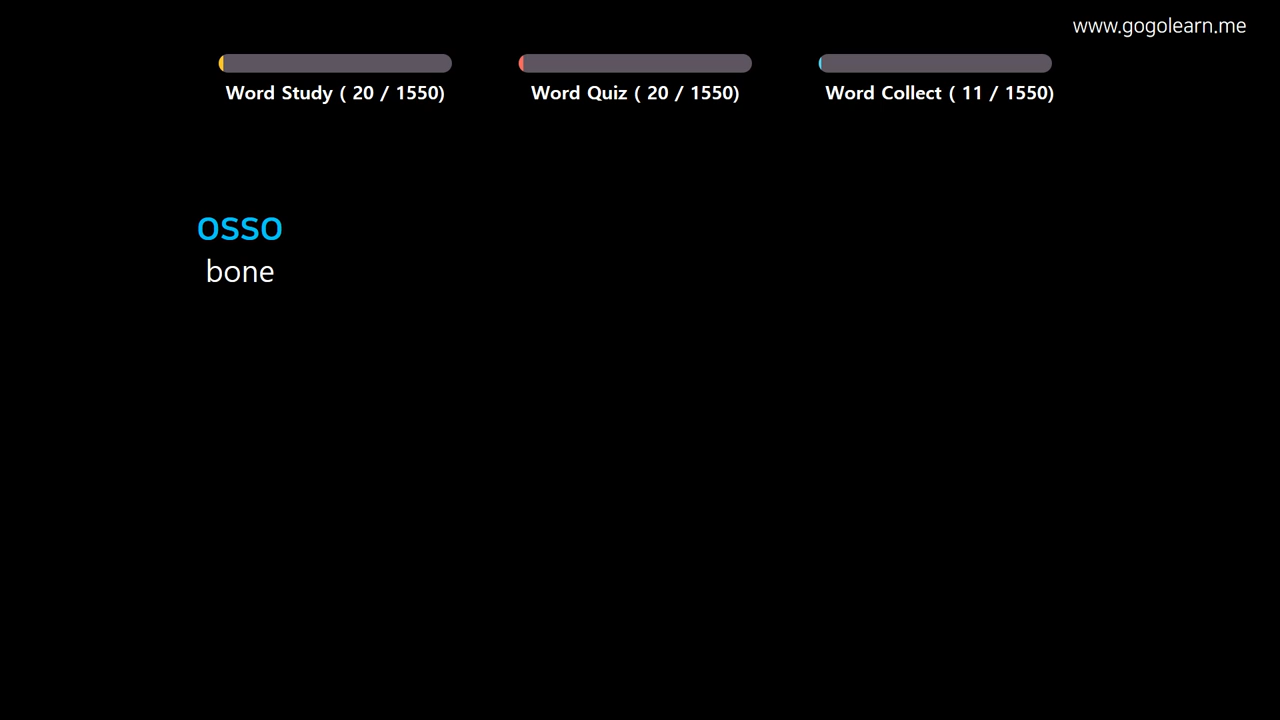 www.gogolearn.me
Word Study ( 20 / 1550)
Word Quiz ( 20 / 1550)
Word Collect ( 11 / 1550)
osso
bone